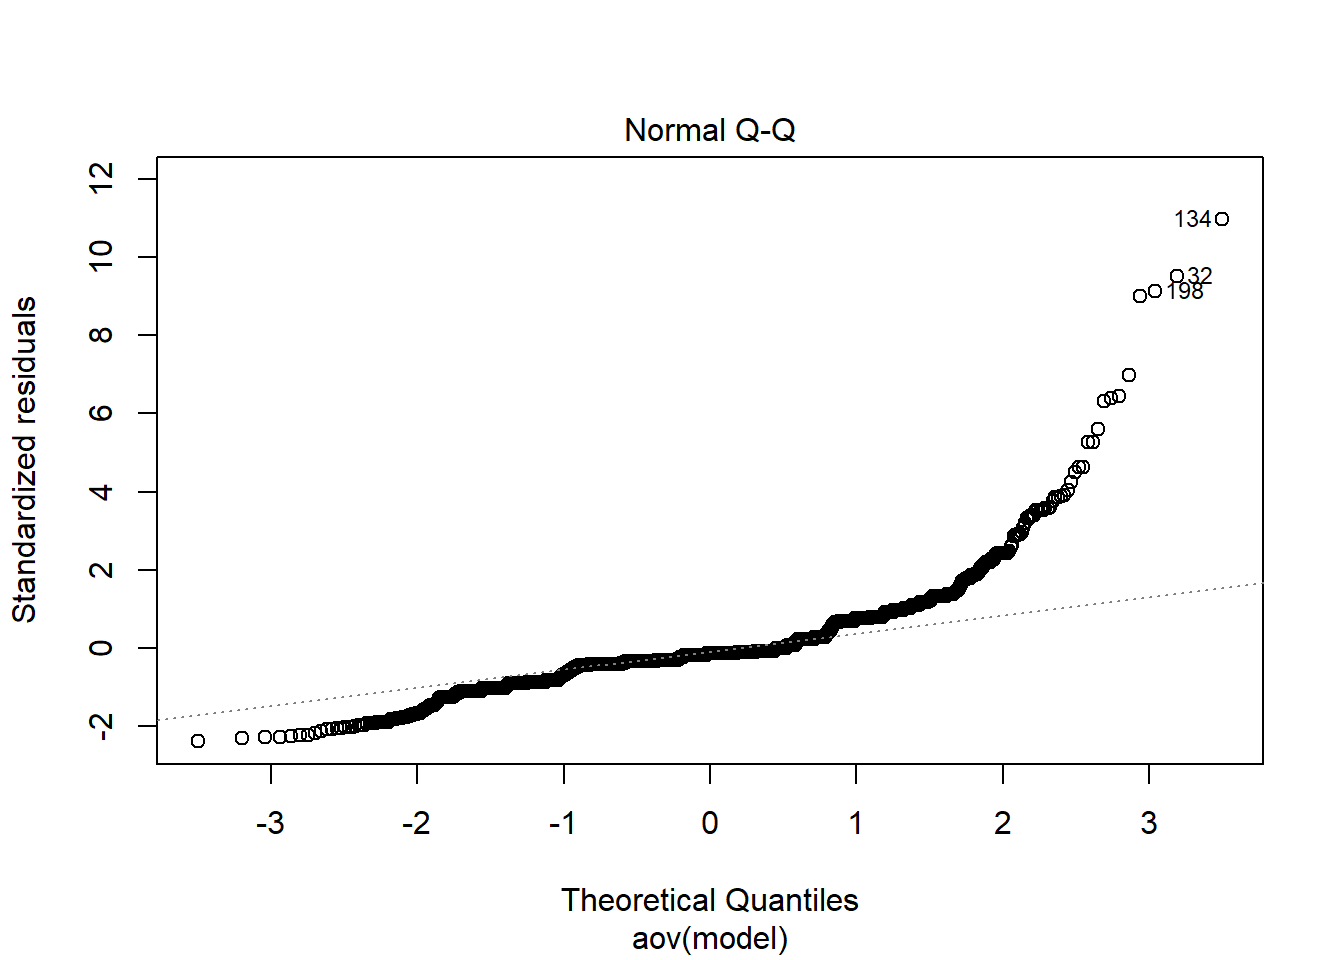 Normal Q-Q
Standardized residuals
12
10
8
6
4
2
0
-2
134
32
198
-3 -2 -1 0 1 2 3
Theoretical Quantiles
aov(model)